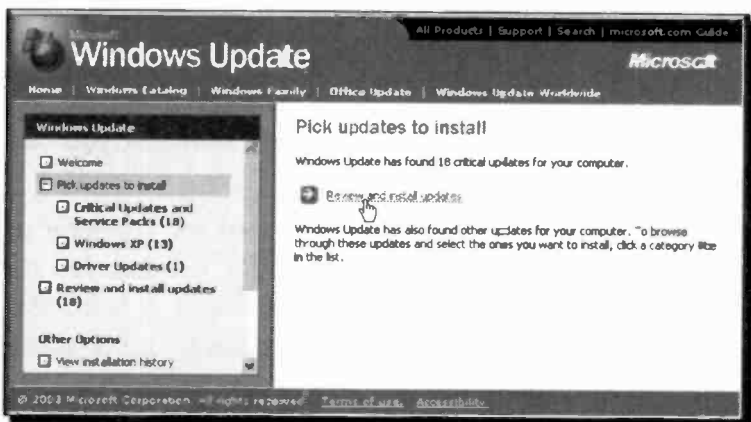 All Products | Support | Search | microsoft.com Guide
Microsoft
Windows Update
Microsoft
Home | Windows Catalog | Windows Family | Office Update | Windows Update Worldwide
Windows Update
Welcome
Pick updates to install
Critical Updates and
Service Packs (18)
Windows XP (13)
Driver Updates (1)
Review and install updates
(18)
Other Options
View installation history
Pick updates to install
Windows Update has found 18 critical updates for your computer.
Review and install updates
Windows Update has also found other updates for your computer. To browse
through these updates and select the ones you want to install, click a category title
in the list.
© 2003 Microsoft Corporation. All rights reserved. Terms of use. Accessibility.